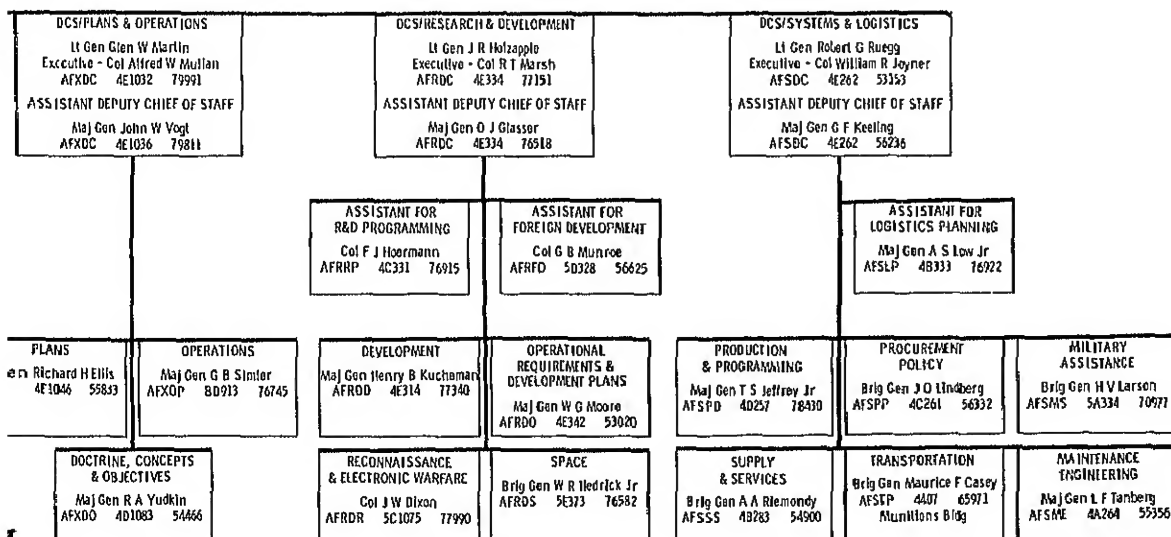 DCS/PLANS & OPERATIONS
Lt Gen Glen W Martin
Executive - Col Alfred W Mullan
AFXDC 4E1032 79991
ASSISTANT DEPUTY CHIEF OF STAFF
Maj Gen John W Vogt
AFXDC 4E1036 79811
DCS/RESEARCH & DEVELOPMENT
Lt Gen J R Holzapple
Executive - Col R T Marsh
AFRDC 4E334 77151
ASSISTANT DEPUTY CHIEF OF STAFF
Maj Gen O J Glasser
AFRDC 4E334 76518
DCS/SYSTEMS & LOGISTICS
Lt Gen Robert G Ruegg
Executive - Col William R Joyner
AFSDC 4E262 53153
ASSISTANT DEPUTY CHIEF OF STAFF
Maj Gen G F Keeling
AFSDC 4E262 56236
ASSISTANT FOR
R&D PROGRAMMING
Col F J Hoermann
AFRRP 4C331 76915
ASSISTANT FOR
FOREIGN DEVELOPMENT
Col G B Munroe
AFRFD 5D328 56625
ASSISTANT FOR
LOGISTICS PLANNING
Maj Gen A S Low Jr
AFSLP 4B333 76922
PLANS
en Richard H Ellis
4E1046 55833
OPERATIONS
Maj Gen G B Simler
AFXOP BD913 76745
DEVELOPMENT
Maj Gen Henry B Kucheman
AFRDD 4E314 77340
OPERATIONAL
REQUIREMENTS &
DEVELOPMENT PLANS
Maj Gen W G Moore
AFRDQ 4E342 53020
PRODUCTION
& PROGRAMMING
Maj Gen T S Jeffrey Jr
AFSPD 4D257 78430
PROCUREMENT
POLICY
Brig Gen J O Lindberg
AFSPP 4C261 56332
MILITARY
ASSISTANCE
Brig Gen H V Larson
AFSMS 5A334 70977
DOCTRINE, CONCEPTS
& OBJECTIVES
Maj Gen R A Yudkin
AFXDO 4D1083 54466
RECONNAISSANCE
& ELECTRONIC WARFARE
Col J W Dixon
AFRDR 5C1075 77990
SPACE
Brig Gen W R Hedrick Jr
AFRDS 5E373 76582
SUPPLY
& SERVICES
Brig Gen A A Riemondy
AFSSS 4B283 54900
TRANSPORTATION
Brig Gen Maurice F Casey
AFSTP 4407 65971
Munitions Bldg
MAINTENANCE
ENGINEERING
Maj Gen L F Tanberg
AFSME 4A264 55356